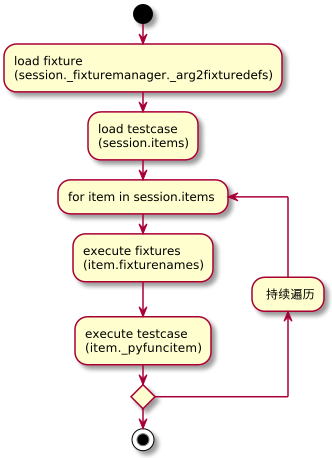 load fixture
(session._fixturemanager._arg2fixturedefs)
load testcase
(session.items)
for item in session.items
execute fixtures
(item.fixturenames)
持续遍历
execute testcase
(item._pyfuncitem)